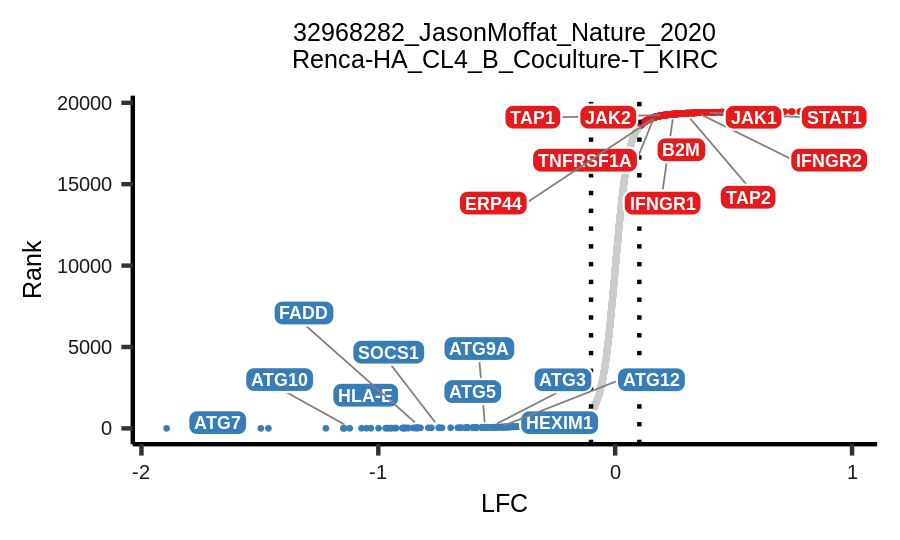 32968282_JasonMoffat_Nature_2020
Renca-HA_CL4_B_Coculture-T_KIRC
Rank
20000
15000
10000
5000
0
TAP1
JAK2
JAK1
STAT1
TNFRSF1A
B2M
IFNGR2
ERP44
IFNGR1
TAP2
FADD
SOCS1
ATG9A
ATG10
HLA-E
ATG5
ATG3
ATG12
ATG7
HEXIM1
-2
-1
0
1
LFC